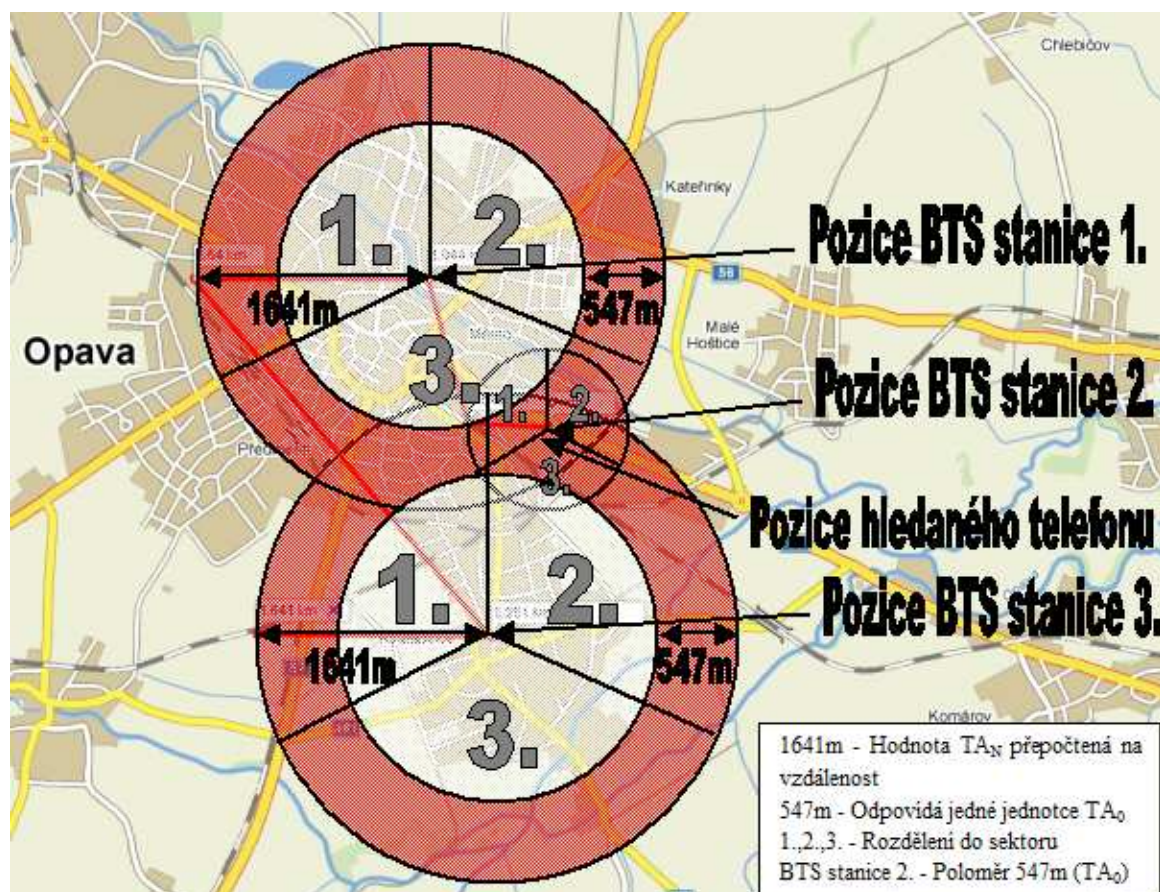 Chlebičov
Kateřinky
1.
2.
Pozice BTS stanice 1.
56
1641m
547m
Malé
Hoštice
Opava
3.
1.
2.
Pozice BTS stanice 2.
3.
Pozice hledaného telefonu
1.
2.
Pozice BTS stanice 3.
1641m
547m
3.
Komárov
1641m - Hodnota TA_N přepočtená na
vzdálenost
547m - Odpovídá jedné jednotce TA₀
1.,2.,3. - Rozdělení do sektoru
BTS stanice 2. - Poloměr 547m (TA₀)